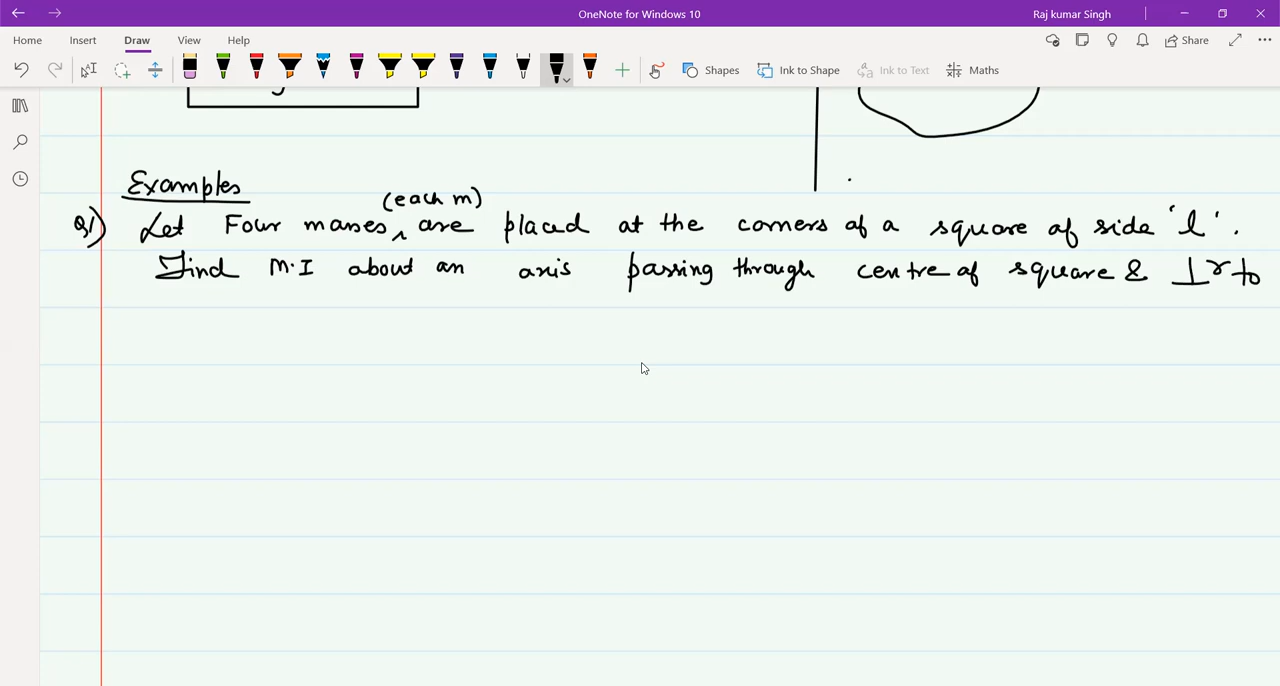 OneNote for Windows 10
Raj kumar Singh
Home Insert Draw View Help
Share
Shapes Ink to Shape Ink to Text Maths
Examples
(each m)
Q1) Let Four masses are placed at the corners of a square of side 'l'.
Find M.I about an axis passing through centre of square & ⊥r to